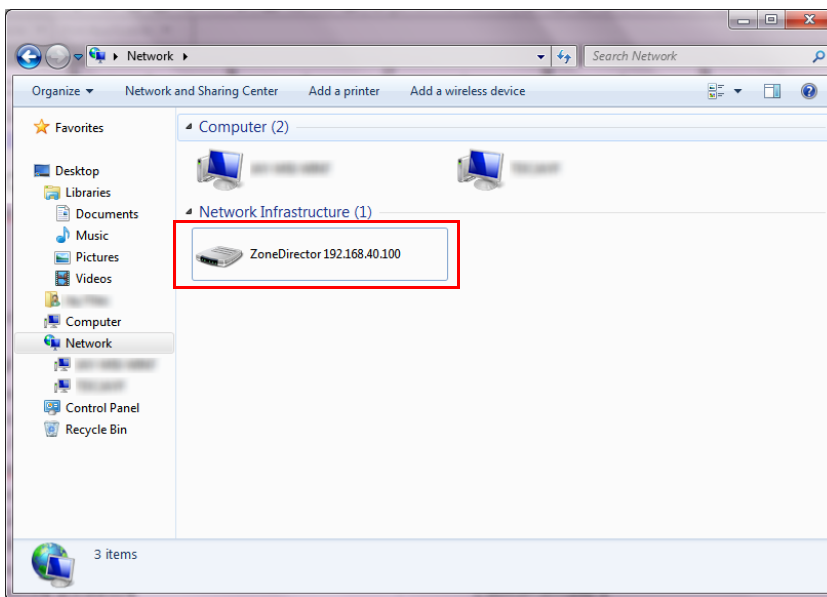 Network
Search Network
Organize
Network and Sharing Center
Add a printer
Add a wireless device
Favorites
Desktop
Libraries
Documents
Music
Pictures
Videos
Computer
Network
Control Panel
Recycle Bin
Computer (2)
Network Infrastructure (1)
ZoneDirector 192.168.40.100
3 items